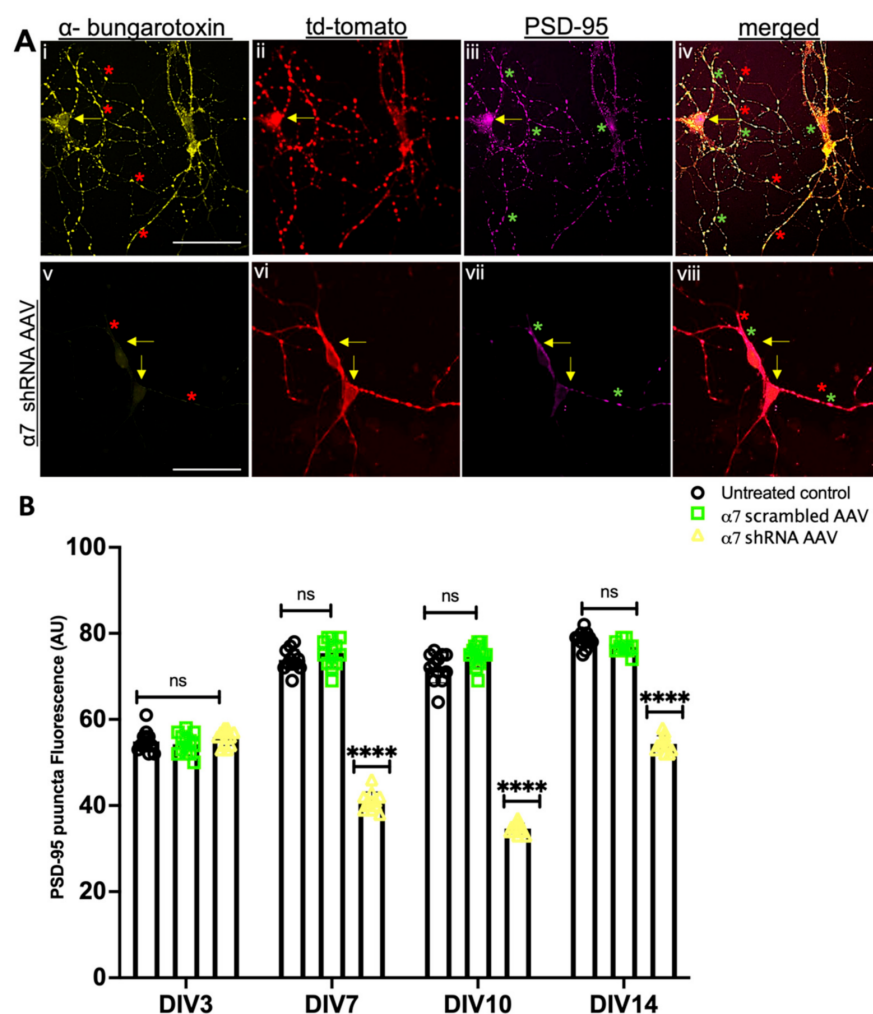 A
α- bungarotoxin td-tomato PSD-95 merged
i ii iii iv
* * * * * * * * * * * * * * * *
v vi vii viii
* * * * * * * *
α7 shRNA AAV
B
Untreated control
α7 scrambled AAV
α7 shRNA AAV
PSD-95 puuncta Fluorescence (AU)
100
80
60
40
20
0
ns ns ns ns
**** **** ****
DIV3 DIV7 DIV10 DIV14